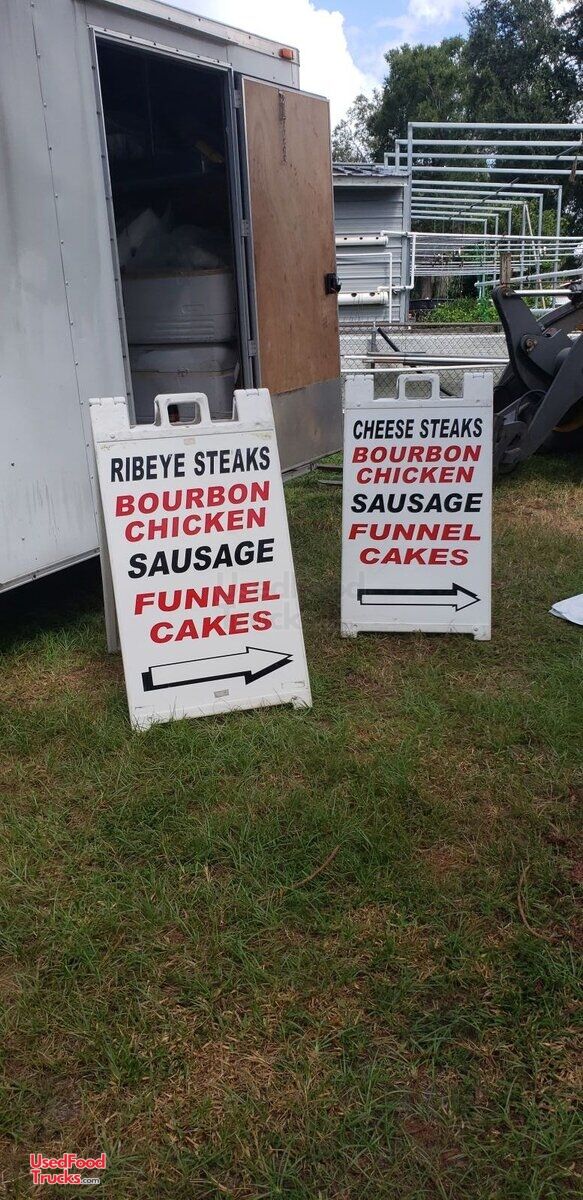 RIBEYE STEAKS
BOURBON
CHICKEN
SAUSAGE
FUNNEL
CAKES
CHEESE STEAKS
BOURBON
CHICKEN
SAUSAGE
FUNNEL
CAKES
UsedFood
Trucks.com